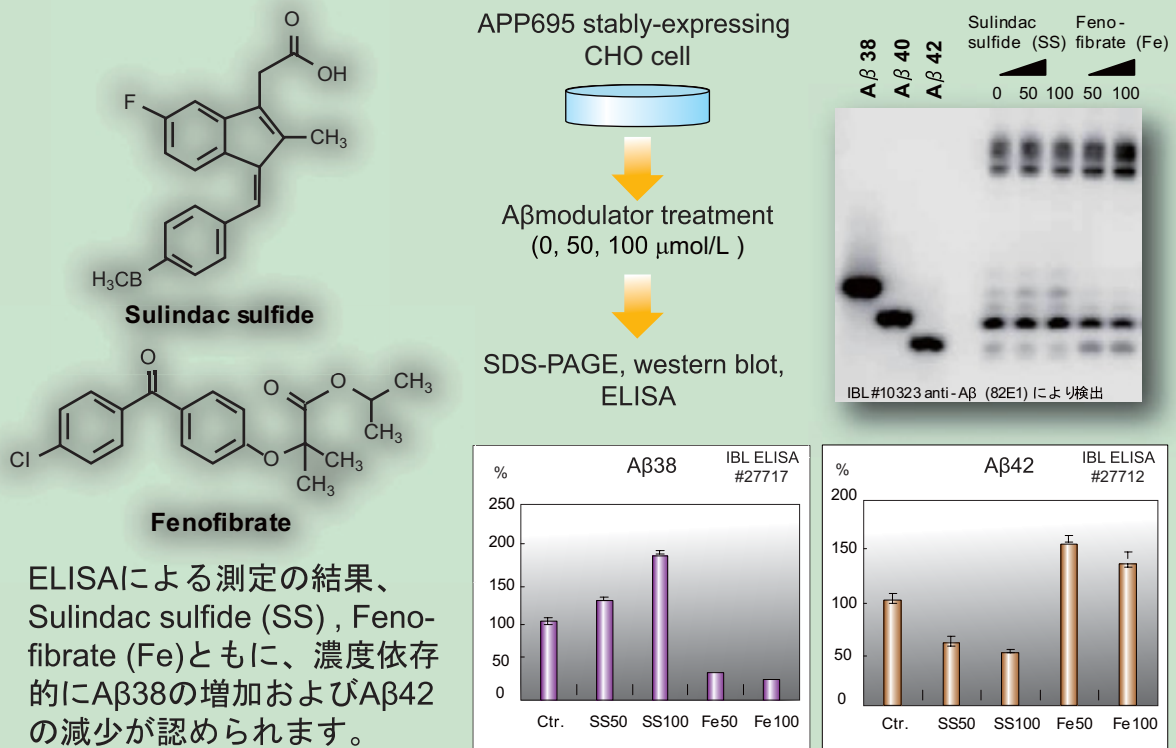 O
OH
F
CH3
H3CB
Sulindac sulfide
O
O
O
CH3
CH3
Cl
O
CH3
CH3
Fenofibrate
ELISAによる測定の結果、
Sulindac sulfide (SS) , Feno-
fibrate (Fe)ともに、濃度依存
的にAβ38の増加およびAβ42
の減少が認められます。
APP695 stably-expressing
CHO cell
Aβmodulator treatment
(0, 50, 100 μmol/L )
SDS-PAGE, western blot,
ELISA
Aβ 38
Aβ 40
Aβ 42
Sulindac
sulfide (SS)
Feno-
fibrate (Fe)
0 50 100 50 100
IBL#10323 anti-Aβ (82E1) により検出
% Aβ38 IBL ELISA
#27717
250
200
150
100
50
0
Ctr. SS50 SS100 Fe50 Fe100
% Aβ42 IBL ELISA
#27712
200
150
100
50
0
Ctr. SS50 SS100 Fe50 Fe100